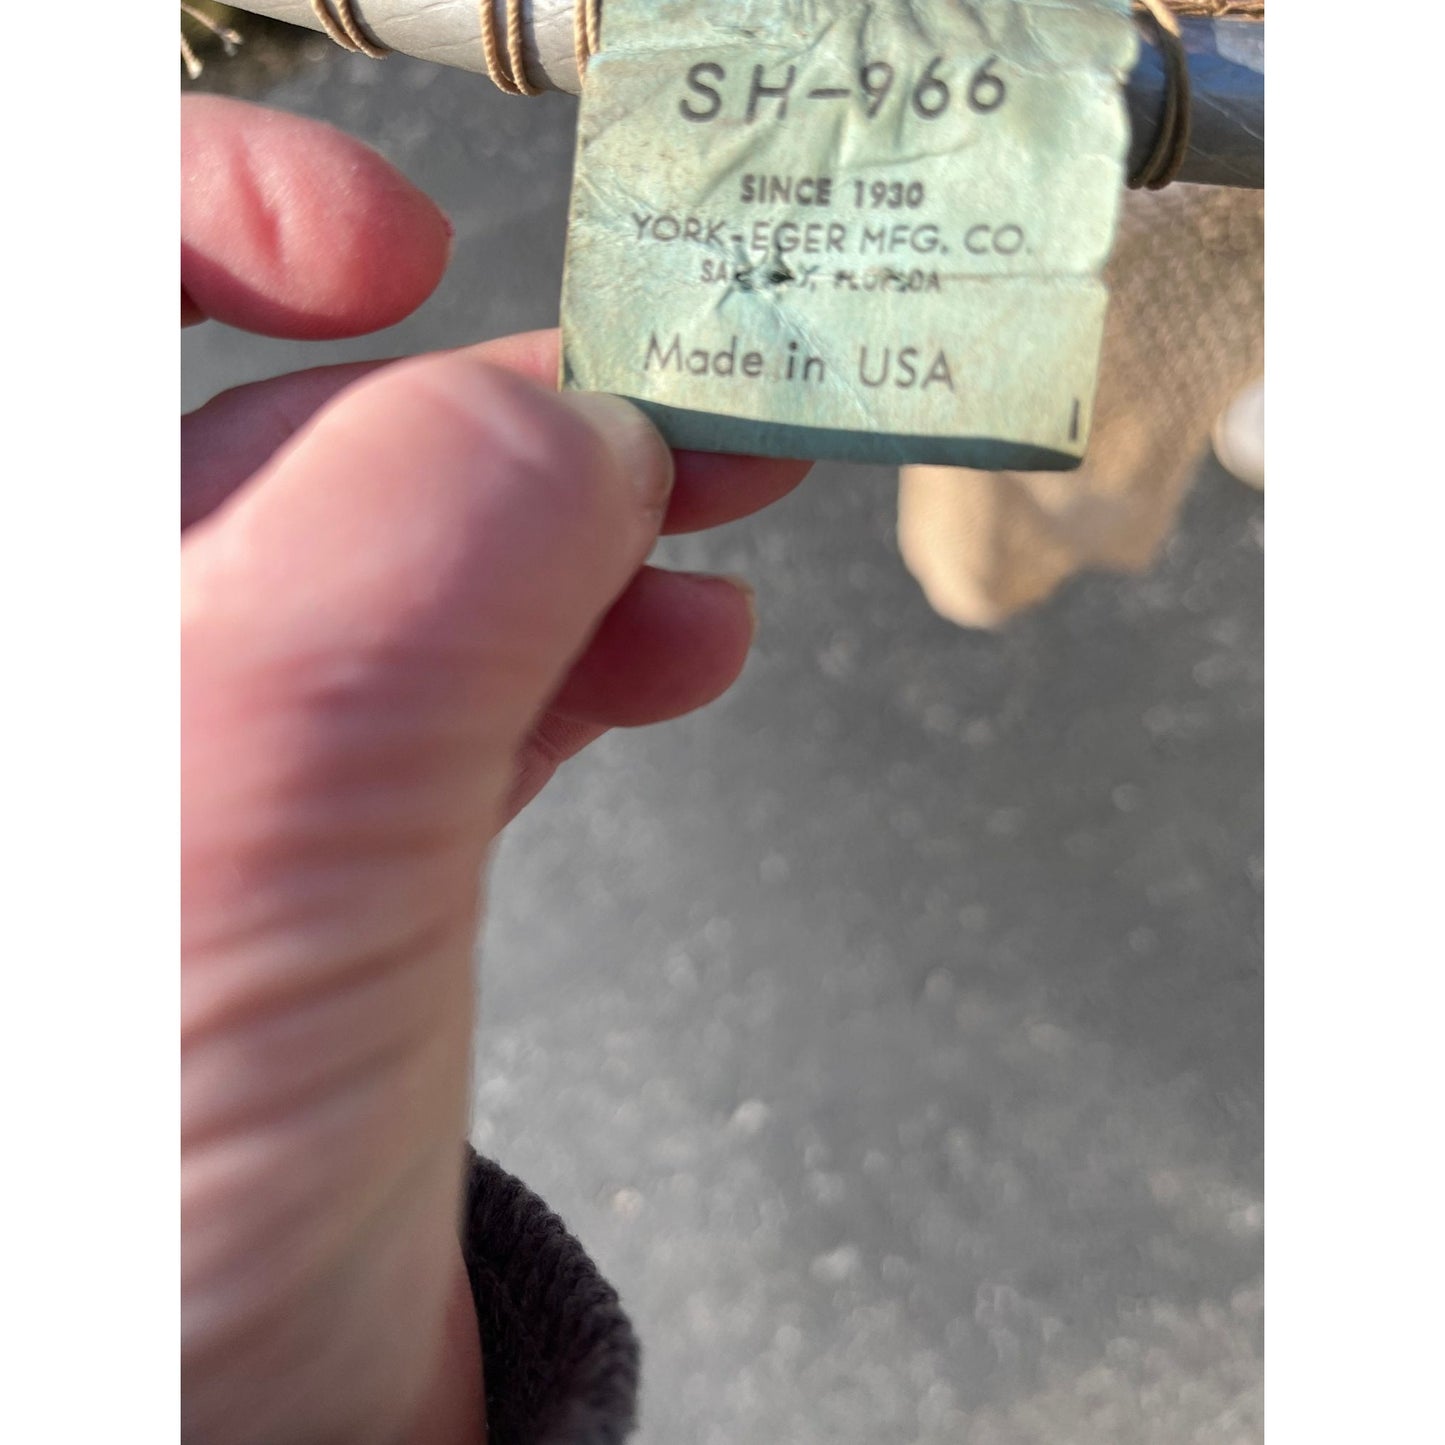 SH-966
SINCE 1930
YORK-EGER MFG. CO.
Made in USA